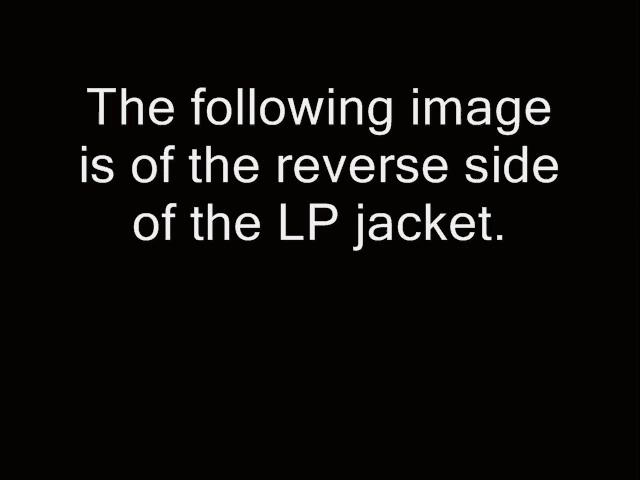 The following image
is of the reverse side
of the LP jacket.